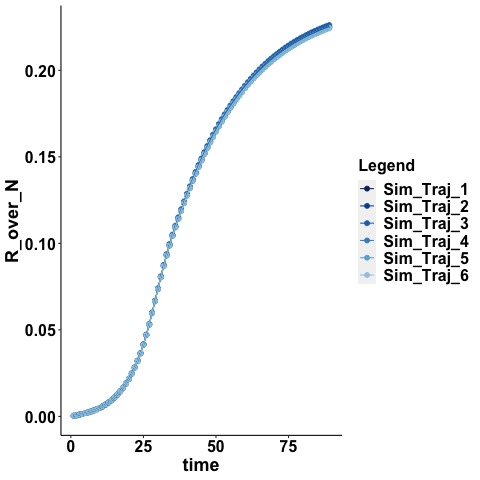 R_over_N
0.20
0.15
0.10
0.05
0.00
0 25 50 75
time
Legend
Sim_Traj_1
Sim_Traj_2
Sim_Traj_3
Sim_Traj_4
Sim_Traj_5
Sim_Traj_6